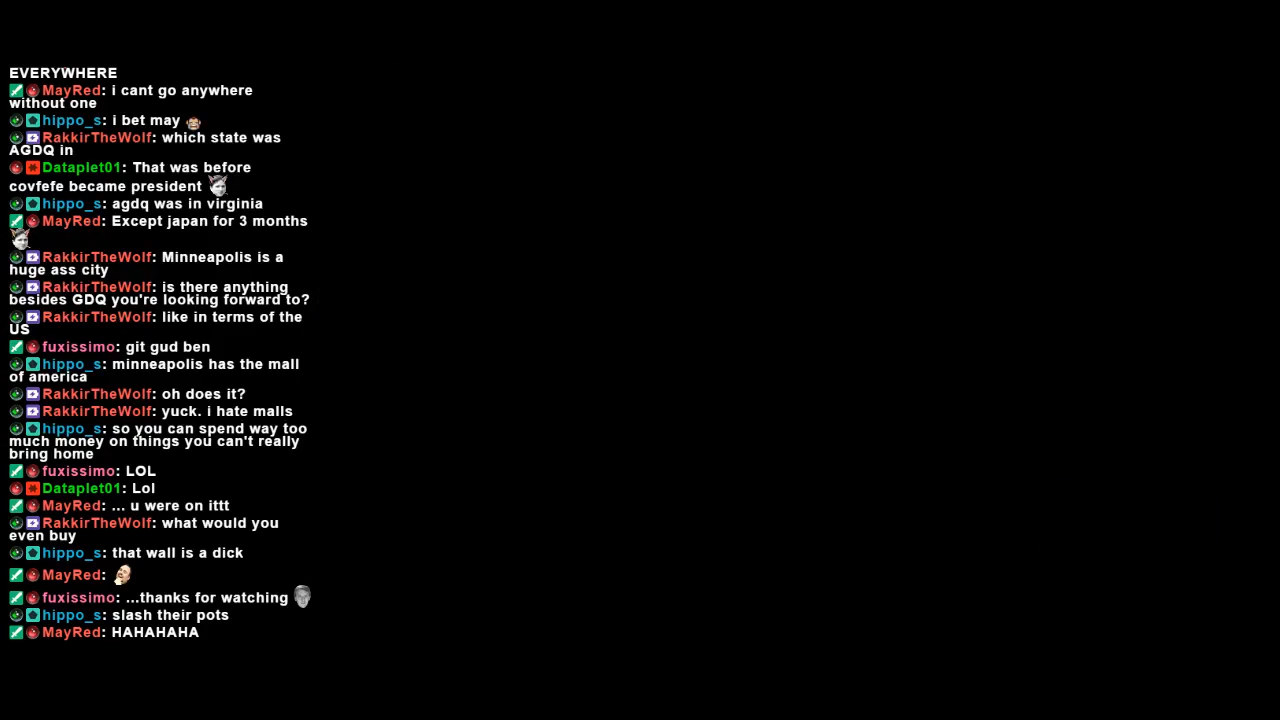 EVERYWHERE
MayRed: i cant go anywhere
without one
hippo_s: i bet may
RakkirTheWolf: which state was
AGDQ in
Dataplet01: That was before
covfefe became president
hippo_s: agdq was in virginia
MayRed: Except japan for 3 months
RakkirTheWolf: Minneapolis is a
huge ass city
RakkirTheWolf: is there anything
besides GDQ you're looking forward to?
RakkirTheWolf: like in terms of the
US
fuxissimo: git gud ben
hippo_s: minneapolis has the mall
of america
RakkirTheWolf: oh does it?
RakkirTheWolf: yuck. i hate malls
hippo_s: so you can spend way too
much money on things you can't really
bring home
fuxissimo: LOL
Dataplet01: Lol
MayRed: ... u were on ittt
RakkirTheWolf: what would you
even buy
hippo_s: that wall is a dick
MayRed:
fuxissimo: ...thanks for watching
hippo_s: slash their pots
MayRed: HAHAHAHA